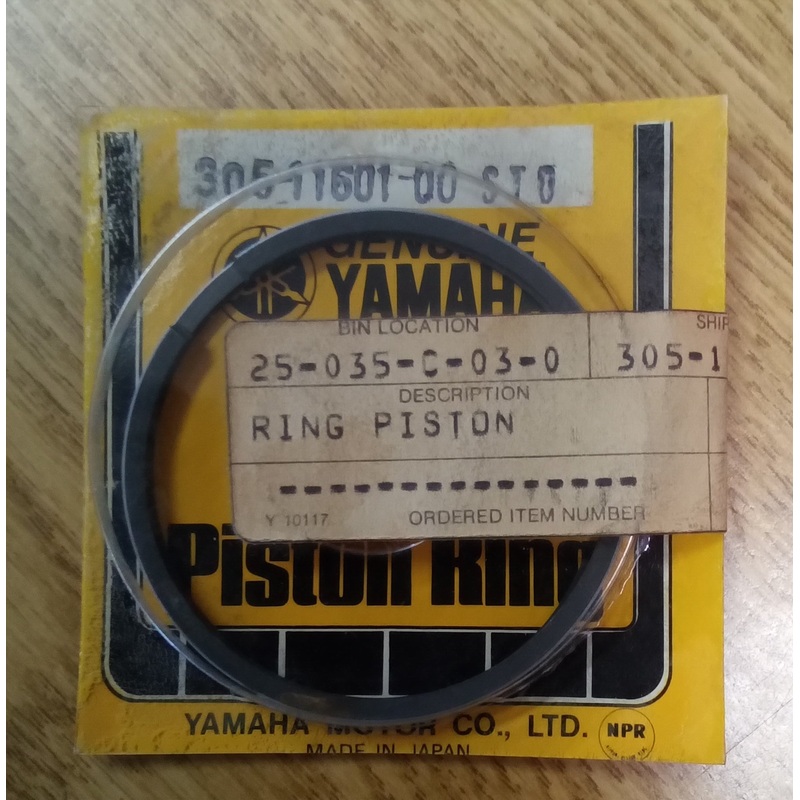 305-11601-00 STD
GENUINE
YAMAHA
BIN LOCATION SHIP
25-035-C-03-0 305-1
DESCRIPTION
RING PISTON
---------------
Y 10117 ORDERED ITEM NUMBER
Piston Ring
YAMAHA MOTOR CO., LTD.
NPR
MADE IN JAPAN